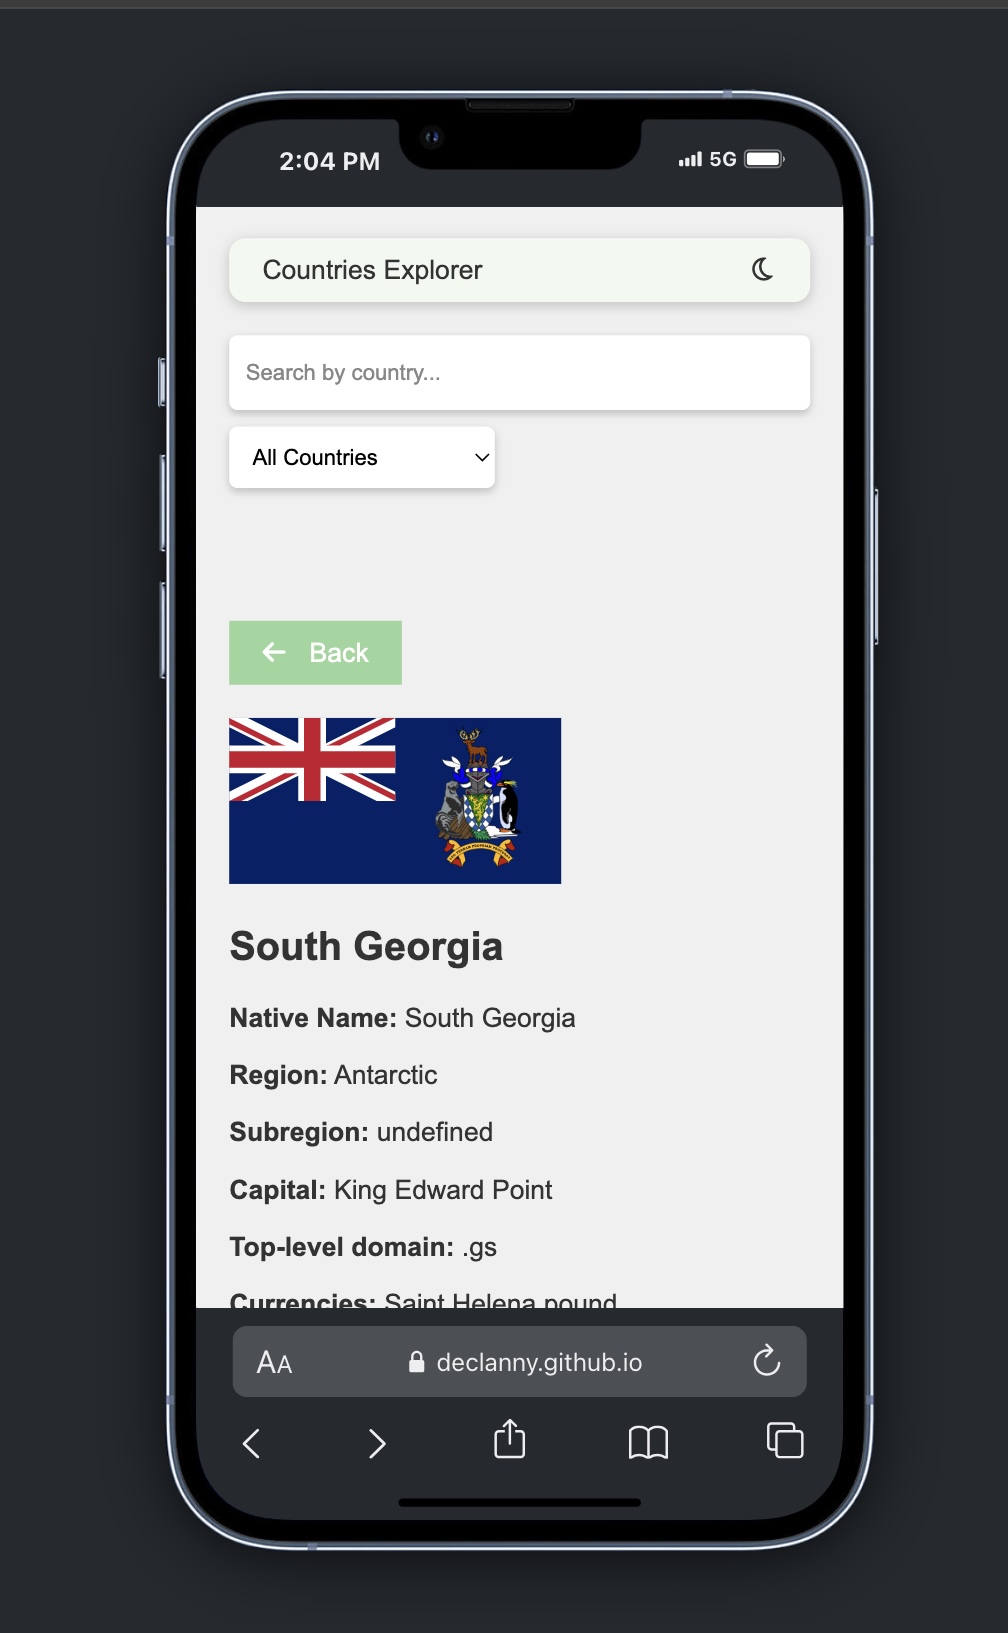 2:04 PM 5G
Countries Explorer
Search by country...
All Countries
Back
South Georgia
Native Name: South Georgia
Region: Antarctic
Subregion: undefined
Capital: King Edward Point
Top-level domain: .gs
Currencies: Saint Helena pound
AA declanny.github.io